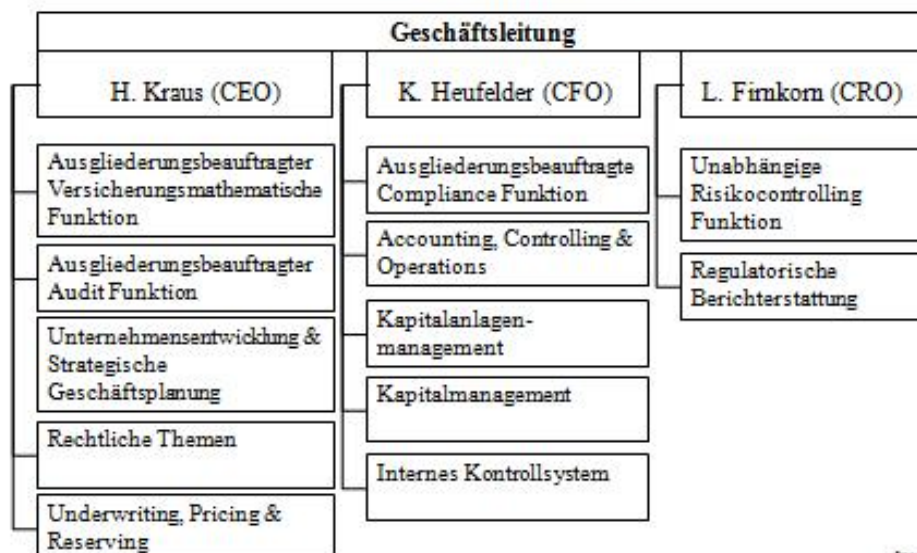 Geschäftsleitung
H. Kraus (CEO)
K. Heufelder (CFO)
L. Firnkorn (CRO)
Ausgliederungsbeauftragter
Versicherungsmathematische
Funktion
Ausgliederungsbeauftragter
Audit Funktion
Unternehmensentwicklung &
Strategische
Geschäftsplanung
Rechtliche Themen
Underwriting, Pricing &
Reserving
Ausgliederungsbeauftragte
Compliance Funktion
Accounting, Controlling &
Operations
Kapitalanlagen-
management
Kapitalmanagement
Internes Kontrollsystem
Unabhängige
Risikocontrolling
Funktion
Regulatorische
Berichterstattung